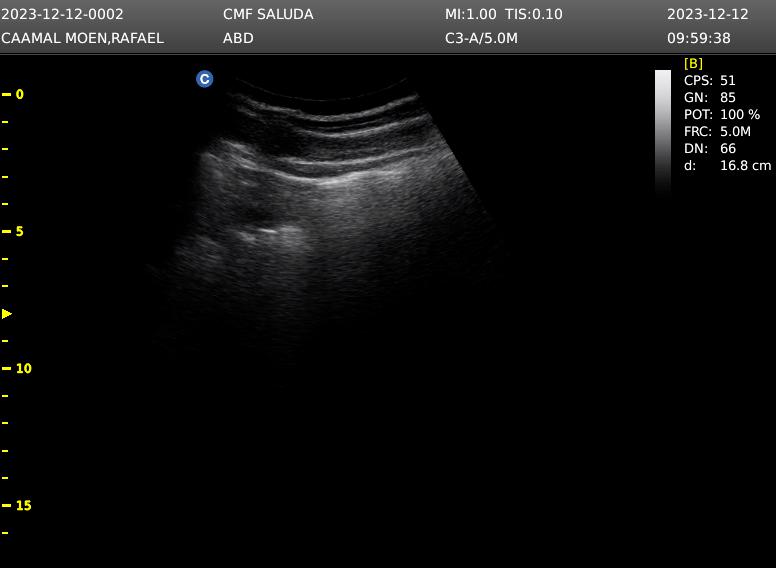 2023-12-12-0002 CMF SALUDA MI:1.00 TIS:0.10 2023-12-12
CAAMAL MOEN,RAFAEL ABD C3-A/5.0M 09:59:38
C
[B]
CPS: 51
GN: 85
POT: 100 %
FRC: 5.0M
DN: 66
d: 16.8 cm
0
5
10
15